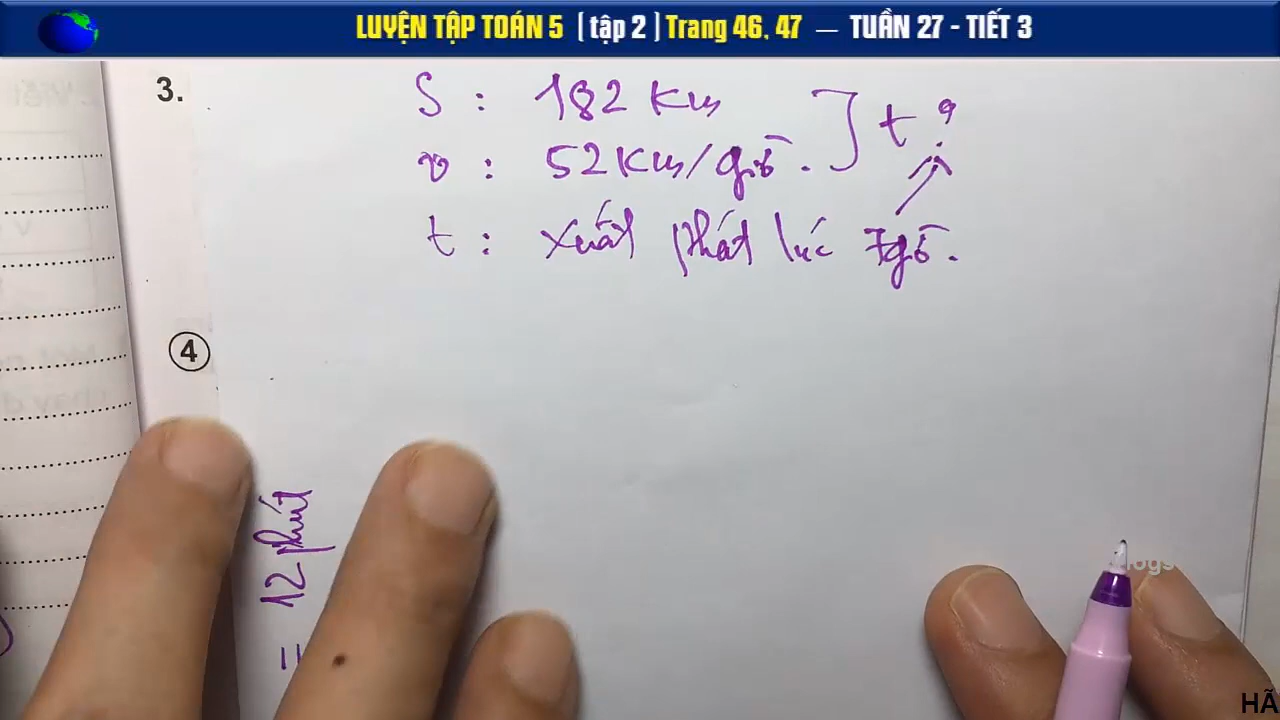 LUYỆN TẬP TOÁN 5 ( tập 2 ) Trang 46, 47 — TUẦN 27 - TIẾT 3
3.
S : 182 Km
v : 52 Km/giờ. ] t ?
t : xuất phát lúc 7giờ.
4
= 12 phút
HÃ